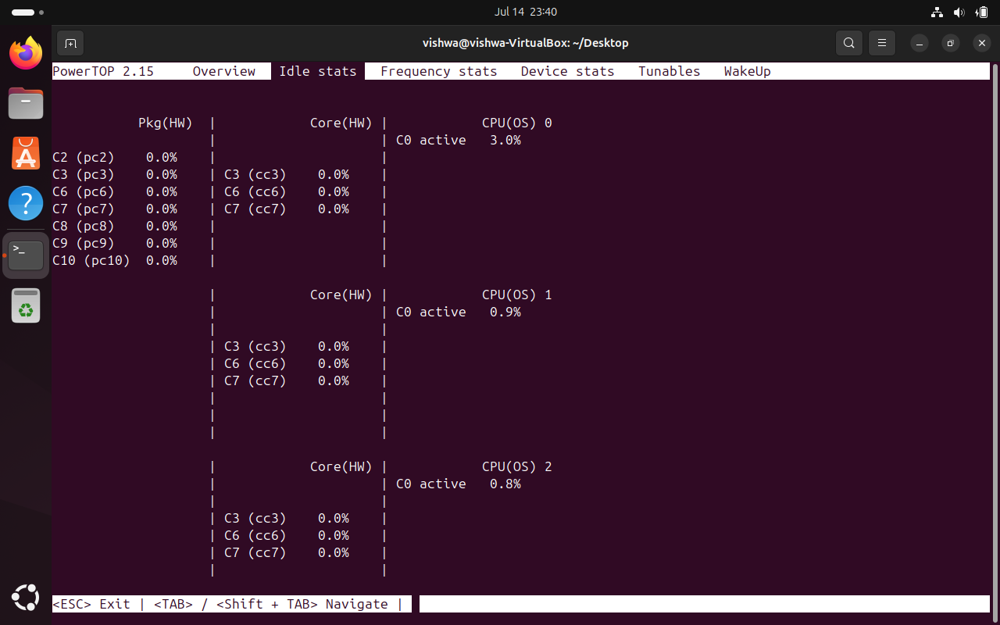 Jul 14 23:40
vishwa@vishwa-VirtualBox: ~/Desktop
PowerTOP 2.15 Overview Idle stats Frequency stats Device stats Tunables WakeUp
Pkg(HW) | Core(HW) | CPU(OS) 0
| | C0 active 3.0%
C2 (pc2) 0.0% | |
C3 (pc3) 0.0% | C3 (cc3) 0.0% |
C6 (pc6) 0.0% | C6 (cc6) 0.0% |
C7 (pc7) 0.0% | C7 (cc7) 0.0% |
C8 (pc8) 0.0% | |
C9 (pc9) 0.0% | |
C10 (pc10) 0.0% | |
| Core(HW) | CPU(OS) 1
| | C0 active 0.9%
| |
| C3 (cc3) 0.0% |
| C6 (cc6) 0.0% |
| C7 (cc7) 0.0% |
| |
| |
| |
| Core(HW) | CPU(OS) 2
| | C0 active 0.8%
| |
| C3 (cc3) 0.0% |
| C6 (cc6) 0.0% |
| C7 (cc7) 0.0% |
| |
<ESC> Exit | <TAB> / <Shift + TAB> Navigate |